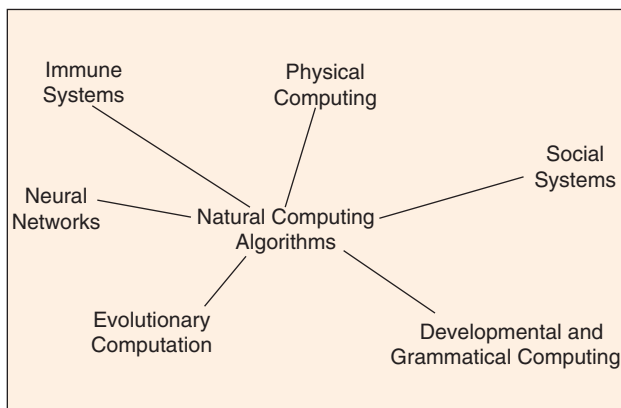 Immune
Systems
Physical
Computing
Social
Systems
Neural
Networks
Natural Computing
Algorithms
Evolutionary
Computation
Developmental and
Grammatical Computing